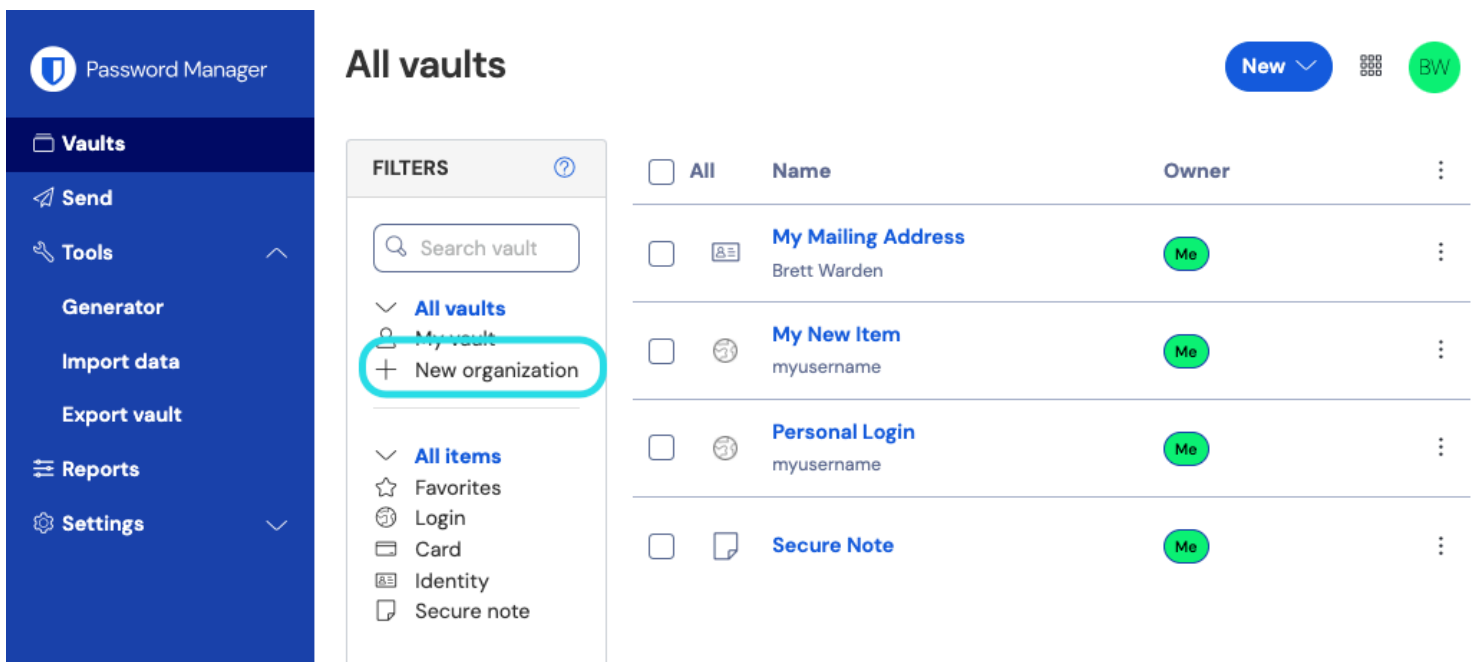 Password Manager
Vaults
Send
Tools
Generator
Import data
Export vault
Reports
Settings
All vaults
New
BW
FILTERS
Search vault
All vaults
My vault
New organization
All items
Favorites
Login
Card
Identity
Secure note
All Name Owner
My Mailing Address
Brett Warden
Me
My New Item
myusername
Me
Personal Login
myusername
Me
Secure Note
Me